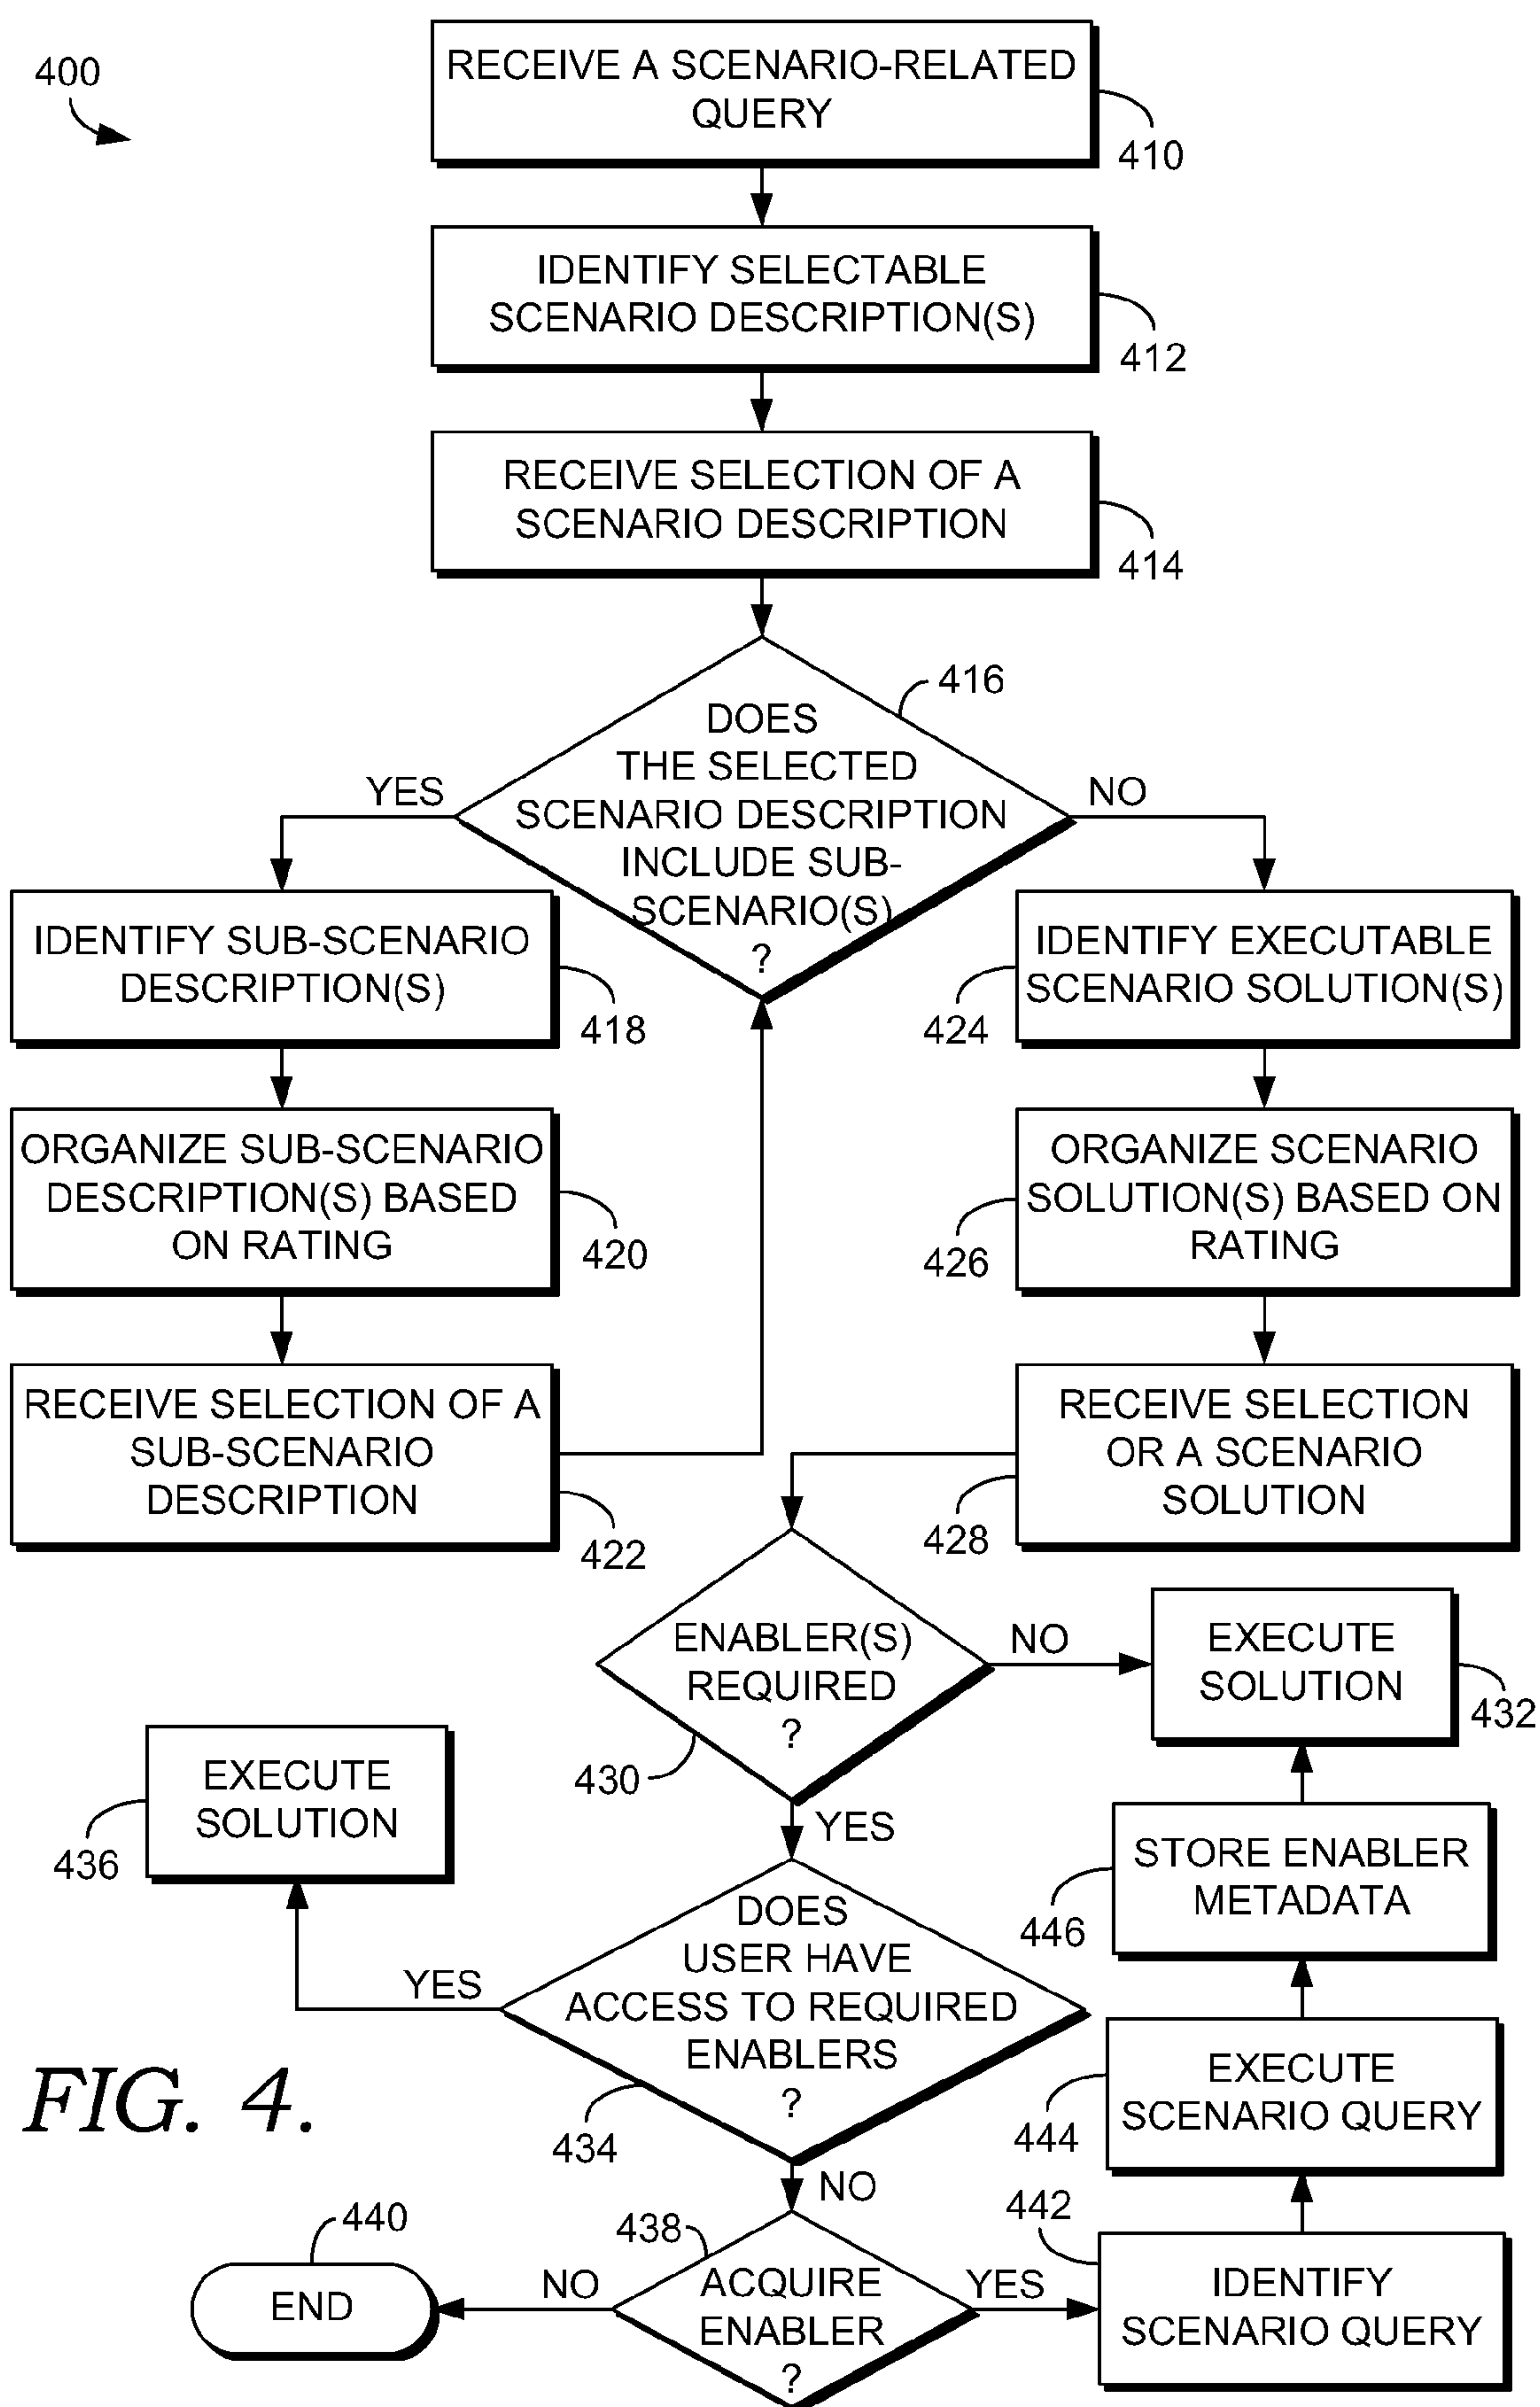 400
RECEIVE A SCENARIO-RELATED
QUERY
410
IDENTIFY SELECTABLE
SCENARIO DESCRIPTION(S)
412
RECEIVE SELECTION OF A
SCENARIO DESCRIPTION
414
416
DOES
THE SELECTED
SCENARIO DESCRIPTION
INCLUDE SUB-
SCENARIO(S)
?
YES
NO
IDENTIFY SUB-SCENARIO
DESCRIPTION(S)
418
ORGANIZE SUB-SCENARIO
DESCRIPTION(S) BASED
ON RATING
420
RECEIVE SELECTION OF A
SUB-SCENARIO
DESCRIPTION
422
IDENTIFY EXECUTABLE
SCENARIO SOLUTION(S)
424
ORGANIZE SCENARIO
SOLUTION(S) BASED ON
RATING
426
RECEIVE SELECTION
OR A SCENARIO
SOLUTION
428
ENABLER(S)
REQUIRED
?
430
NO
EXECUTE
SOLUTION
432
YES
DOES
USER HAVE
ACCESS TO REQUIRED
ENABLERS
?
434
YES
EXECUTE
SOLUTION
436
NO
438
ACQUIRE
ENABLER
?
NO
440
END
YES
442
IDENTIFY
SCENARIO QUERY
444
EXECUTE
SCENARIO QUERY
446
STORE ENABLER
METADATA
FIG. 4.